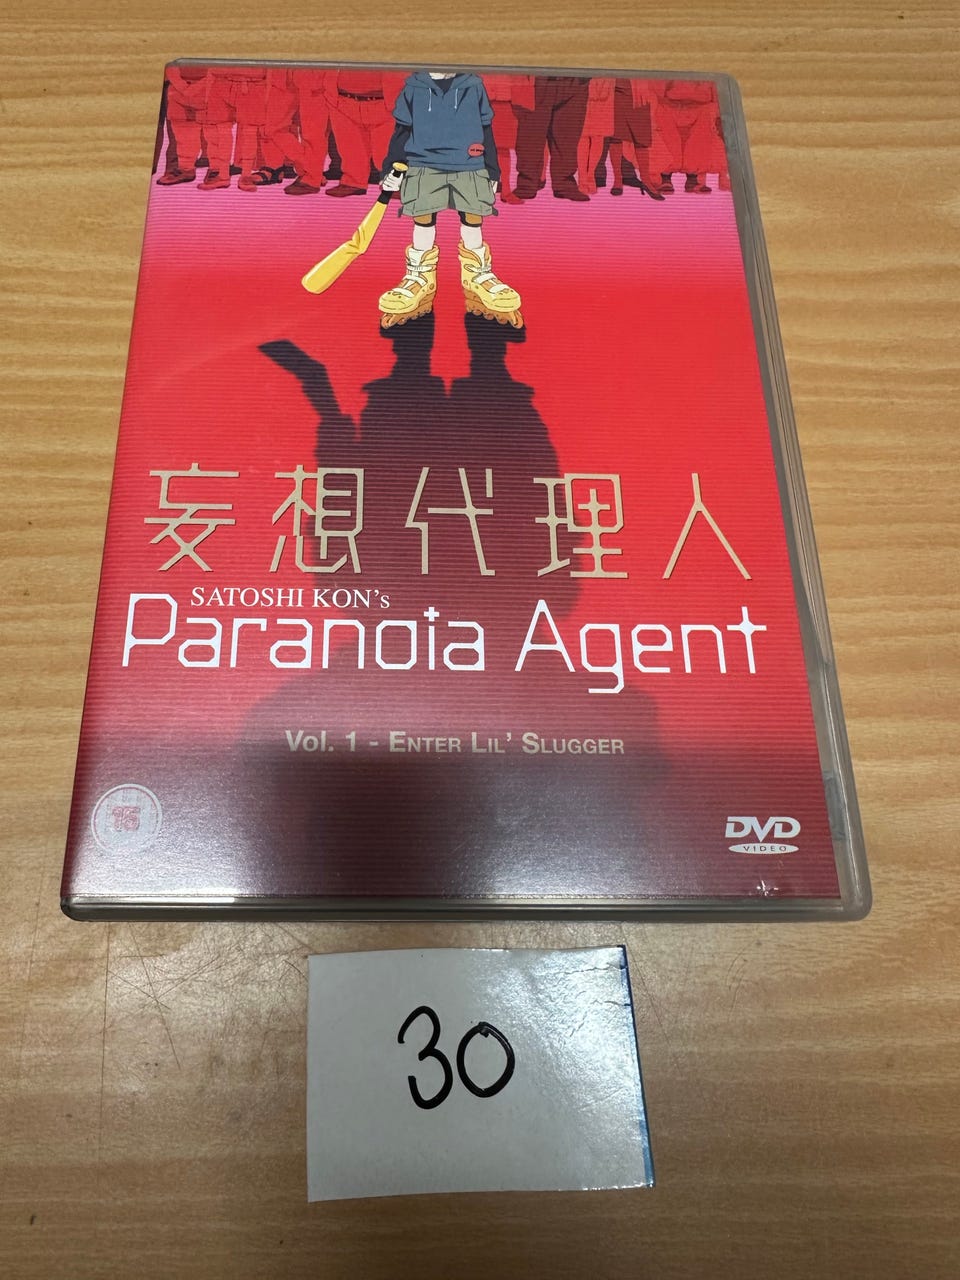 妄想代理人
SATOSHI KON's
Paranoia Agent
Vol. 1 - ENTER LIL' SLUGGER
15
DVD
VIDEO
30